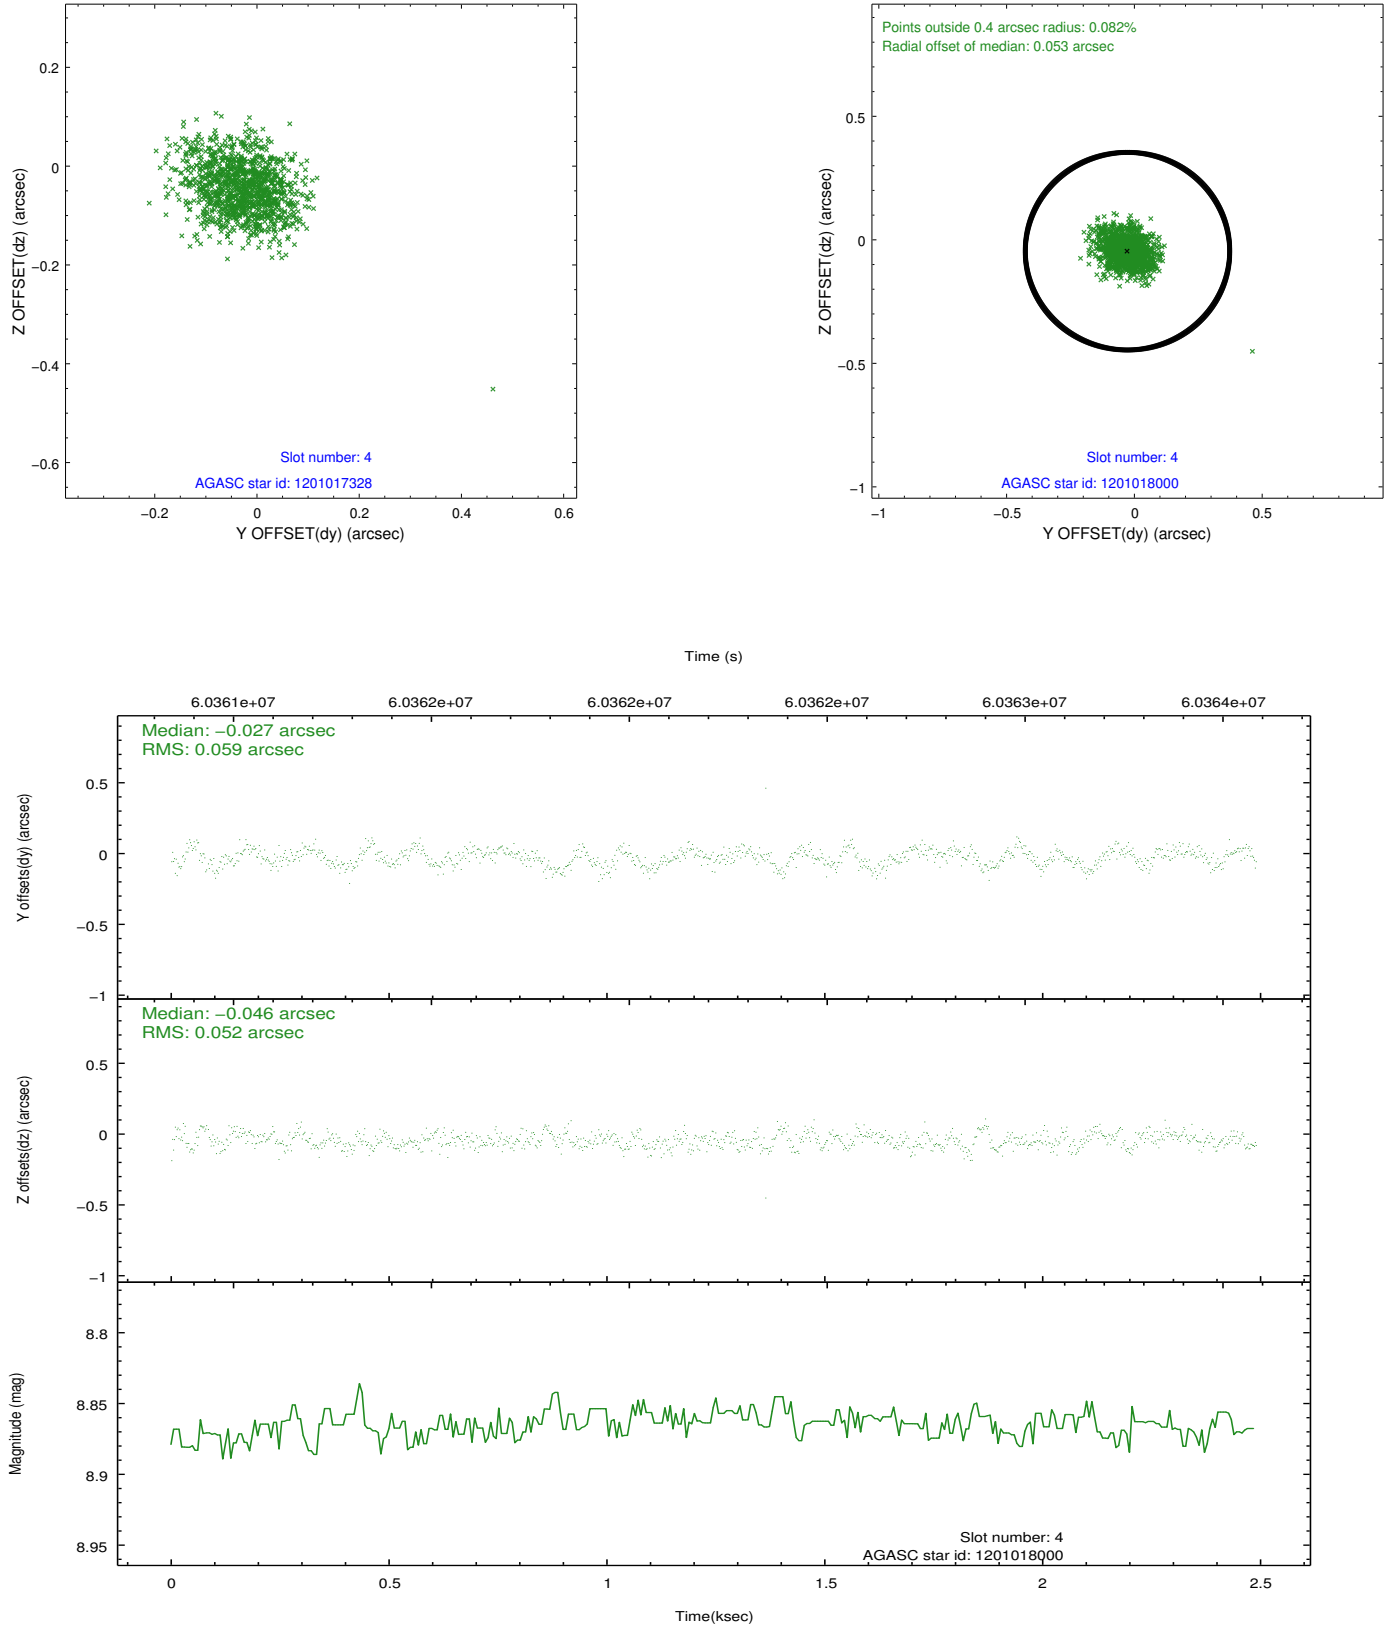 0.2
0
−0.2
−0.4
−0.6
Z OFFSET(dz) (arcsec)
Slot number: 4
AGASC star id: 1201017328
−0.2 0 0.2 0.4 0.6
Y OFFSET(dy) (arcsec)
Points outside 0.4 arcsec radius: 0.082%
Radial offset of median: 0.053 arcsec
0.5
0
−0.5
−1
Z OFFSET(dz) (arcsec)
Slot number: 4
AGASC star id: 1201018000
−1 −0.5 0 0.5
Y OFFSET(dy) (arcsec)
Time (s)
6.0361e+07 6.0362e+07 6.0362e+07 6.0362e+07 6.0363e+07 6.0364e+07
Median: −0.027 arcsec
RMS: 0.059 arcsec
0.5
0
−0.5
−1
Y offsets(dy) (arcsec)
Median: −0.046 arcsec
RMS: 0.052 arcsec
0.5
0
−0.5
−1
Z offsets(dz) (arcsec)
8.8
8.85
8.9
8.95
Magnitude (mag)
Slot number: 4
AGASC star id: 1201018000
0 0.5 1 1.5 2 2.5
Time(ksec)